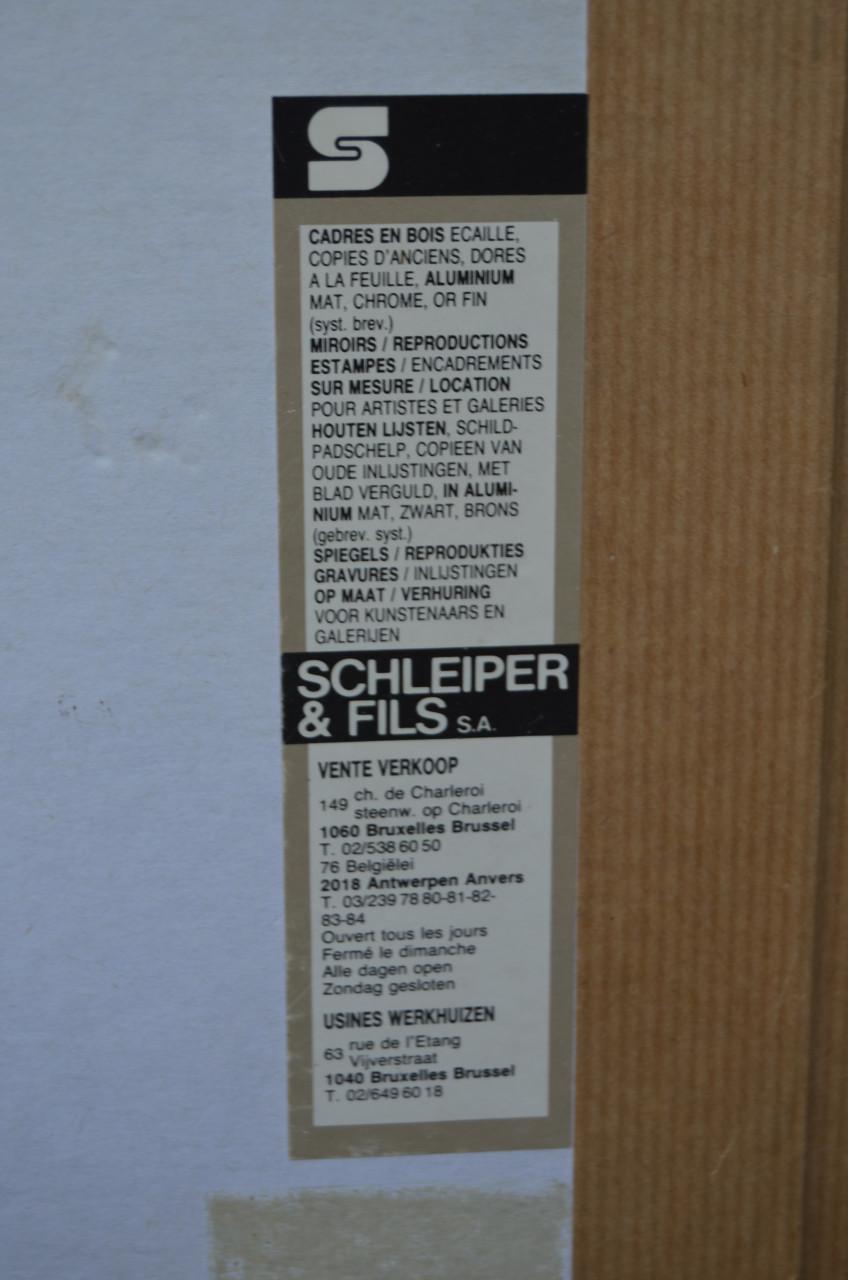 S
CADRES EN BOIS ECAILLE,
COPIES D'ANCIENS, DORES
A LA FEUILLE, ALUMINIUM
MAT, CHROME, OR FIN
(syst. brev.)
MIROIRS / REPRODUCTIONS
ESTAMPES / ENCADREMENTS
SUR MESURE / LOCATION
POUR ARTISTES ET GALERIES
HOUTEN LIJSTEN, SCHILD-
PADSCHELP, COPIEEN VAN
OUDE INLIJSTINGEN, MET
BLAD VERGULD, IN ALUMI-
NIUM MAT, ZWART, BRONS
(gebrev. syst.)
SPIEGELS / REPRODUKTIES
GRAVURES / INLIJSTINGEN
OP MAAT / VERHURING
VOOR KUNSTENAARS EN
GALERIJEN
SCHLEIPER
& FILS S.A.
VENTE VERKOOP
149 ch. de Charleroi
steenw. op Charleroi
1060 Bruxelles Brussel
T. 02/538 60 50
76 Belgiëlei
2018 Antwerpen Anvers
T. 03/239 78 80-81-82-
83-84
Ouvert tous les jours
Fermé le dimanche
Alle dagen open
Zondag gesloten
USINES WERKHUIZEN
63 rue de l'Etang
Vijverstraat
1040 Bruxelles Brussel
T. 02/649 60 18